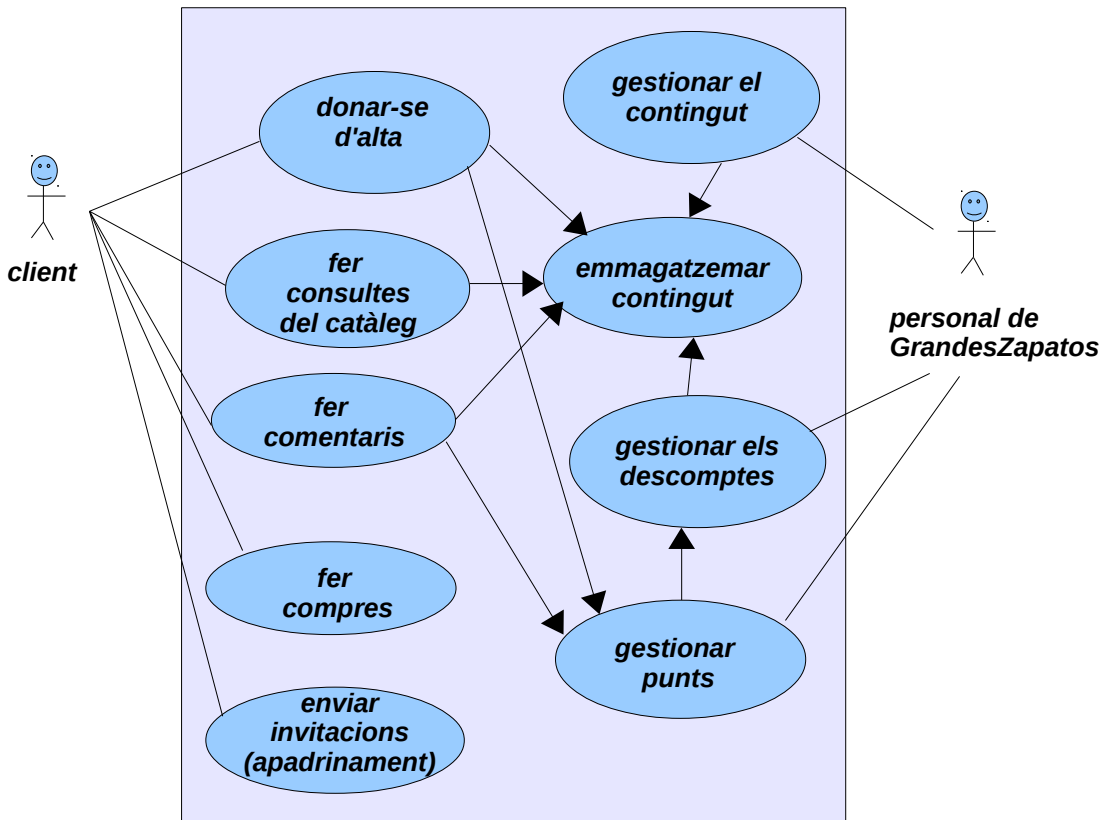 donar-se
d'alta
gestionar el
contingut
client
fer
consultes
del catàleg
emmagatzemar
contingut
personal de
GrandesZapatos
fer
comentaris
gestionar els
descomptes
fer
compres
gestionar
punts
enviar
invitacions
(apadrinament)